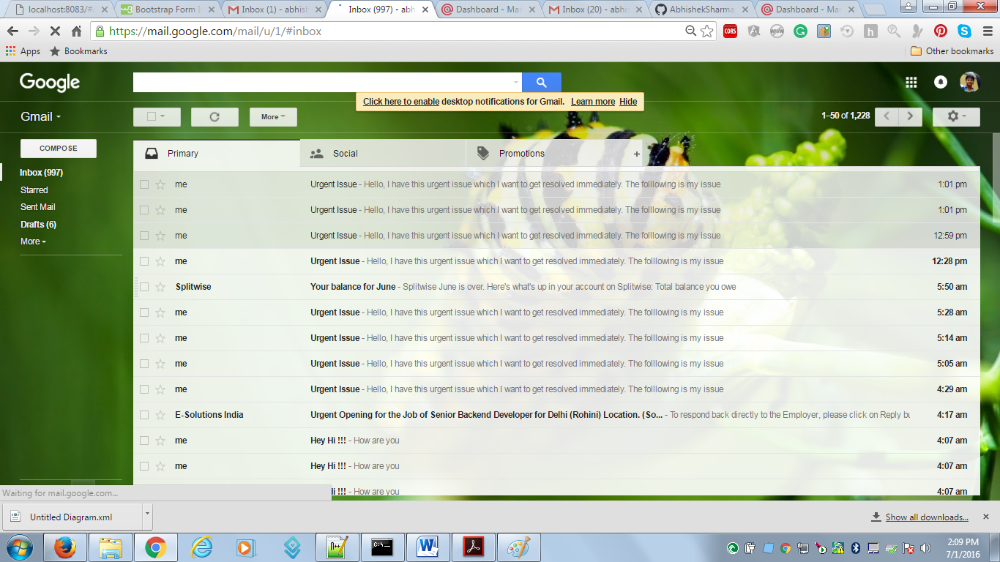 localhost:8083/#/ Bootstrap Form I Inbox (1) - abhis Inbox (997) - abh Dashboard - Mai Inbox (20) - abhis AbhishekSharma Dashboard - Mai
https://mail.google.com/mail/u/1/#inbox CORS www h
Apps Bookmarks Other bookmarks
Google
Click here to enable desktop notifications for Gmail. Learn more Hide
Gmail More 1–50 of 1,228
COMPOSE
Primary Social Promotions +
Inbox (997)
Starred
Sent Mail
Drafts (6)
More
me Urgent Issue - Hello, I have this urgent issue which I want to get resolved immediately. The folllowing is my issue 1:01 pm
me Urgent Issue - Hello, I have this urgent issue which I want to get resolved immediately. The folllowing is my issue 1:01 pm
me Urgent Issue - Hello, I have this urgent issue which I want to get resolved immediately. The folllowing is my issue 12:59 pm
me Urgent Issue - Hello, I have this urgent issue which I want to get resolved immediately. The folllowing is my issue 12:28 pm
Splitwise Your balance for June - Splitwise June is over. Here's what's up in your account on Splitwise: Total balance you owe 5:50 am
me Urgent Issue - Hello, I have this urgent issue which I want to get resolved immediately. The folllowing is my issue 5:28 am
me Urgent Issue - Hello, I have this urgent issue which I want to get resolved immediately. The folllowing is my issue 5:14 am
me Urgent Issue - Hello, I have this urgent issue which I want to get resolved immediately. The folllowing is my issue 5:05 am
me Urgent Issue - Hello, I have this urgent issue which I want to get resolved immediately. The folllowing is my issue 4:29 am
E-Solutions India Urgent Opening for the Job of Senior Backend Developer for Delhi (Rohini) Location. (So... - To respond back directly to the Employer, please click on Reply bu 4:17 am
me Hey Hi !!! - How are you 4:07 am
me Hey Hi !!! - How are you 4:07 am
Hi !!! - How are you 4:07 am
Waiting for mail.google.com...
Untitled Diagram.xml Show all downloads...
2:09 PM
7/1/2016